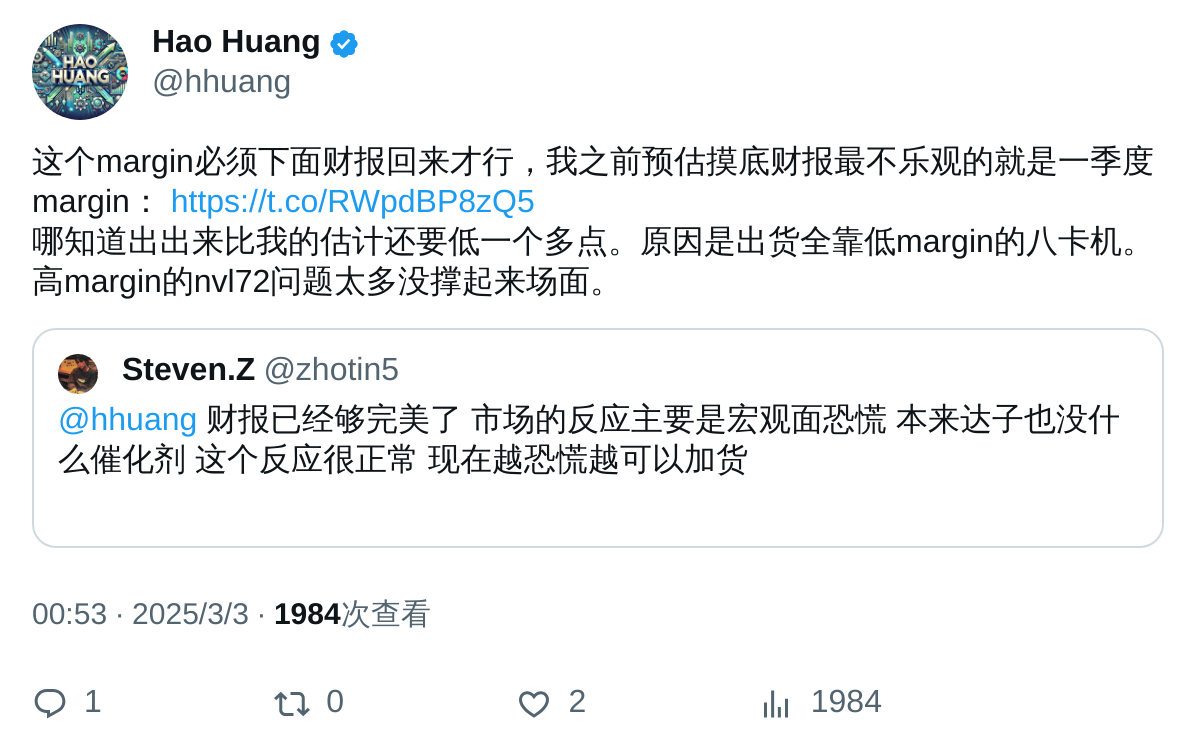 HAO
HUANG
Hao Huang
@hhuang
这个margin必须下面财报回来才行，我之前预估摸底财报最不乐观的就是一季度
margin： https://t.co/RWpdBP8zQ5
哪知道出出来比我的估计还要低一个多点。原因是出货全靠低margin的八卡机。
高margin的nvl72问题太多没撑起来场面。
Steven.Z @zhotin5
@hhuang 财报已经够完美了 市场的反应主要是宏观面恐慌 本来达子也没什
么催化剂 这个反应很正常 现在越恐慌越可以加货
00:53 · 2025/3/3 · 1984次查看
1 0 2 1984